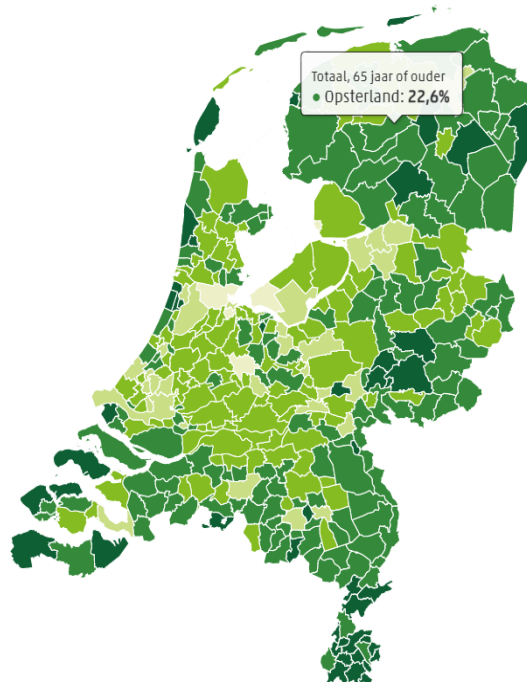 Totaal, 65 jaar of ouder
● Opsterland: 22,6%